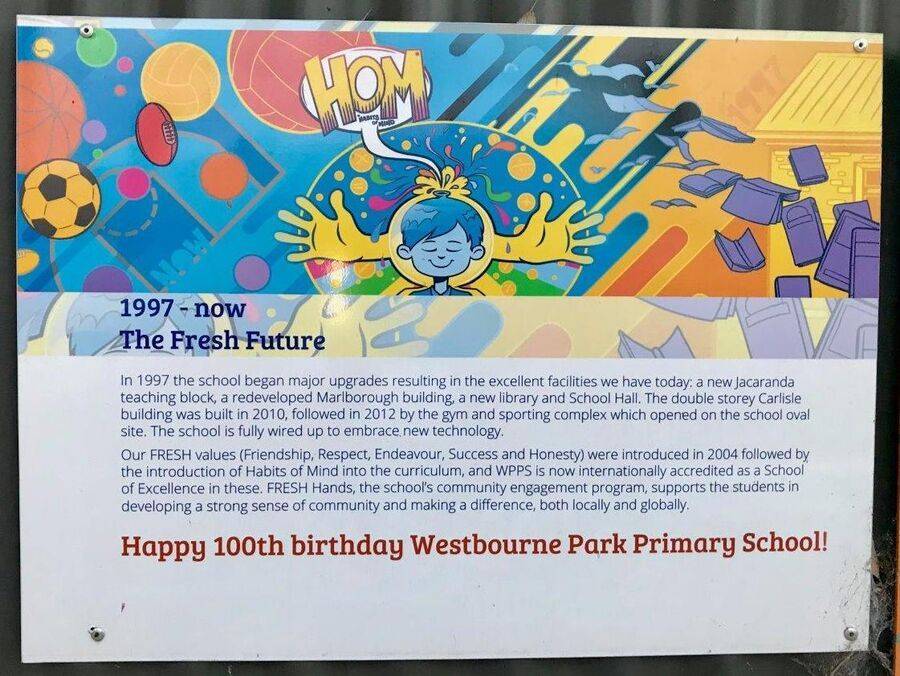 HOM
HABITS
OF MIND
1997
NOW
1997 - now
The Fresh Future
In 1997 the school began major upgrades resulting in the excellent facilities we have today: a new Jacaranda
teaching block, a redeveloped Marlborough building, a new library and School Hall. The double storey Carlisle
building was built in 2010, followed in 2012 by the gym and sporting complex which opened on the school oval
site. The school is fully wired up to embrace new technology.
Our FRESH values (Friendship, Respect, Endeavour, Success and Honesty) were introduced in 2004 followed by
the introduction of Habits of Mind into the curriculum, and WPPS is now internationally accredited as a School
of Excellence in these. FRESH Hands, the school's community engagement program, supports the students in
developing a strong sense of community and making a difference, both locally and globally.
Happy 100th birthday Westbourne Park Primary School!